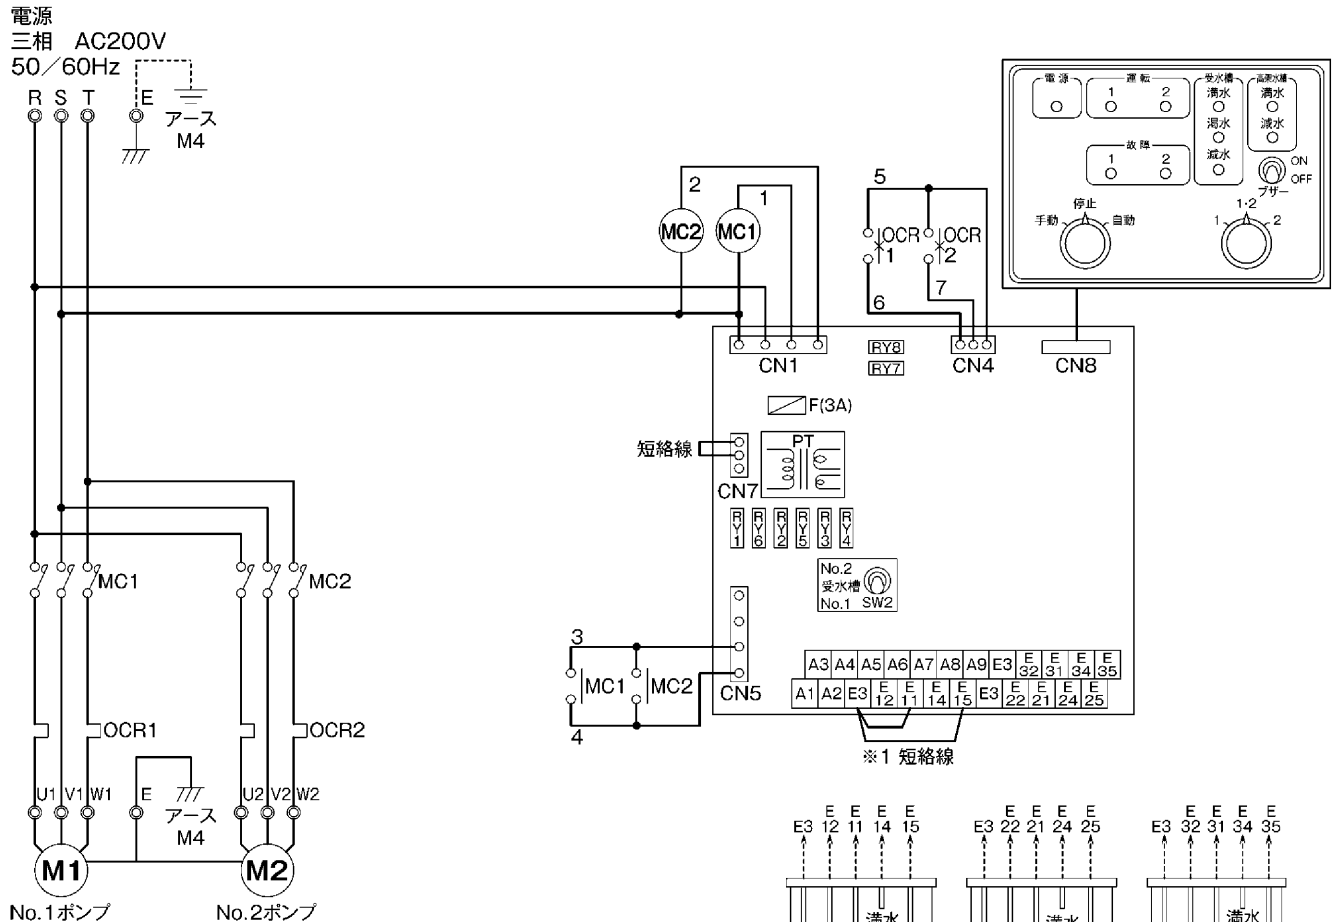 電源
三相 AC200V
50／60Hz
R S T E
アース
M4
電源
運転
1 2
受水槽
満水
渇水
減水
高架水槽
満水
減水
故障
1 2
ON
OFF
ブザー
手動 停止 自動
1 1・2 2
2
1
MC2 MC1
5
OCR
1
OCR
2
6
7
CN1
RY8
RY7
CN4
CN8
F(3A)
短絡線
PT
CN7
RY1 RY6 RY2 RY5 RY3 RY4
No.2
受水槽
No.1 SW2
MC1
MC2
3
MC1 MC2
4
CN5
A3 A4 A5 A6 A7 A8 A9 E3 E32 E31 E34 E35
A1 A2 E3 E12 E11 E14 E15 E3 E22 E21 E24 E25
※1 短絡線
OCR1
OCR2
U1 V1 W1 E U2 V2 W2
アース
M4
M1
M2
No.1ポンプ
No.2ポンプ
E3 E12 E11 E14 E15
E3 E22 E21 E24 E25
E3 E32 E31 E34 E35
満水
満水
満水